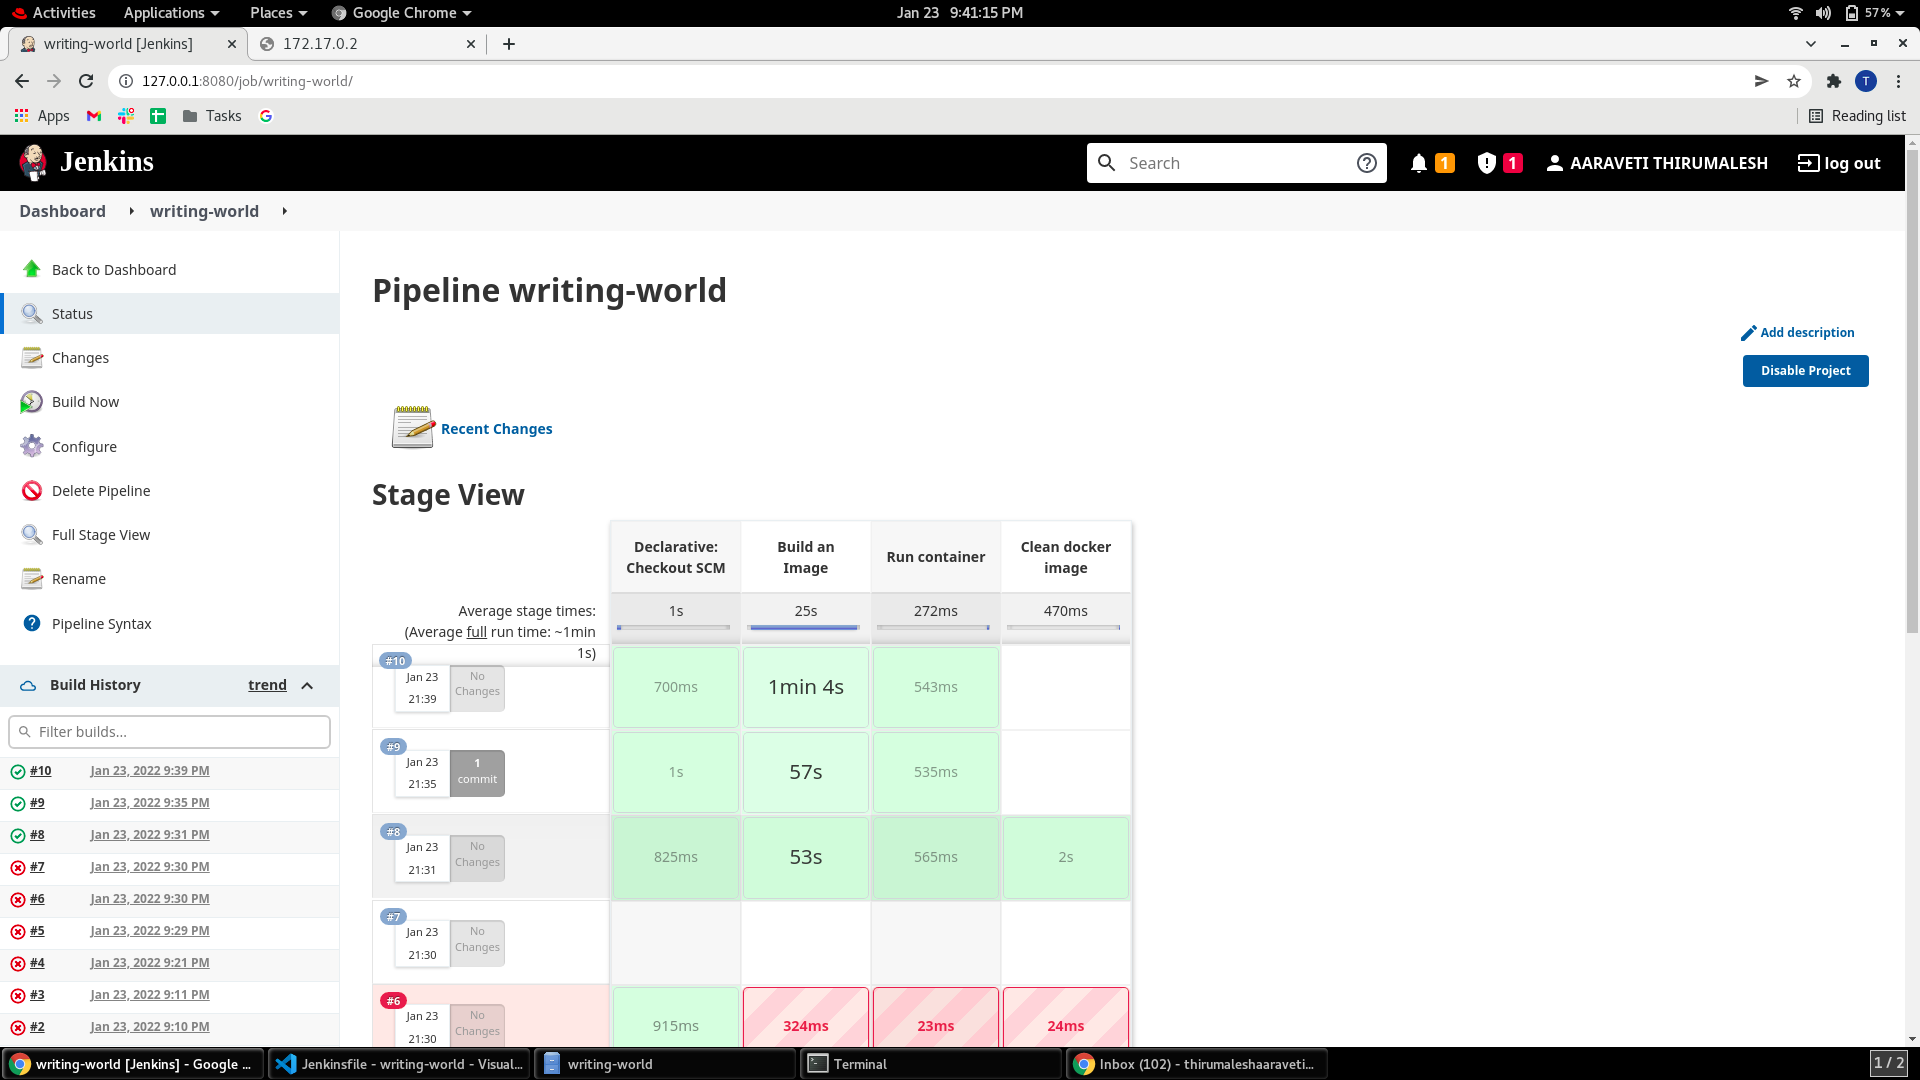 Activities Applications Places Google Chrome Jan 23 9:41:15 PM 57%
writing-world [Jenkins] 172.17.0.2
127.0.0.1:8080/job/writing-world/ T
Apps Tasks Reading list
Jenkins Search 1 1 AARAVETI THIRUMALESH log out
Dashboard writing-world
Back to Dashboard
Status
Changes
Build Now
Configure
Delete Pipeline
Full Stage View
Rename
Pipeline Syntax
Build History trend
Filter builds...
#10 Jan 23, 2022 9:39 PM
#9 Jan 23, 2022 9:35 PM
#8 Jan 23, 2022 9:31 PM
#7 Jan 23, 2022 9:30 PM
#6 Jan 23, 2022 9:30 PM
#5 Jan 23, 2022 9:29 PM
#4 Jan 23, 2022 9:21 PM
#3 Jan 23, 2022 9:11 PM
#2 Jan 23, 2022 9:10 PM
Pipeline writing-world
Add description
Disable Project
Recent Changes
Stage View
Declarative: Checkout SCM
Build an Image
Run container
Clean docker image
Average stage times:
(Average full run time: ~1min
1s)
1s 25s 272ms 470ms
#10
Jan 23
21:39
No
Changes
700ms 1min 4s 543ms
#9
Jan 23
21:35
1
commit
1s 57s 535ms
#8
Jan 23
21:31
No
Changes
825ms 53s 565ms 2s
#7
Jan 23
21:30
No
Changes
#6
Jan 23
21:30
No
Changes
915ms 324ms 23ms 24ms
writing-world [Jenkins] - Google ... Jenkinsfile - writing-world - Visual... writing-world Terminal Inbox (102) - thirumaleshaaraveti... 1 / 2